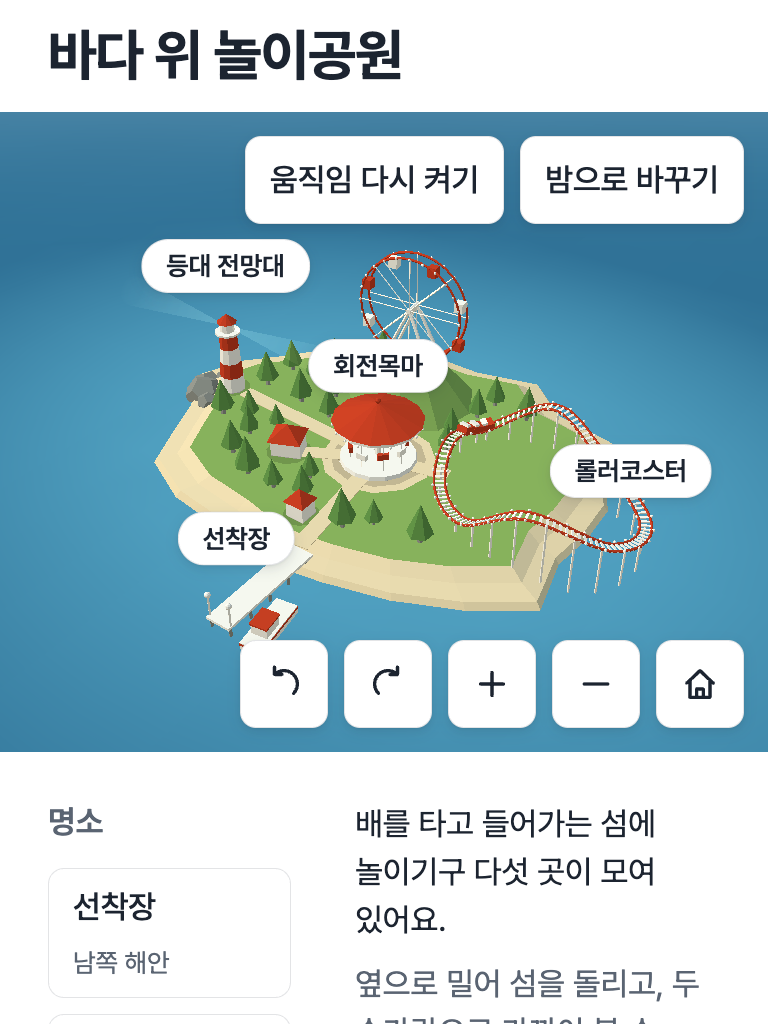 바다 위 놀이공원
움직임 다시 켜기
밤으로 바꾸기
등대 전망대
회전목마
롤러코스터
선착장
명소
선착장
남쪽 해안
배를 타고 들어가는 섬에
놀이기구 다섯 곳이 모여
있어요.
옆으로 밀어 섬을 돌리고, 두